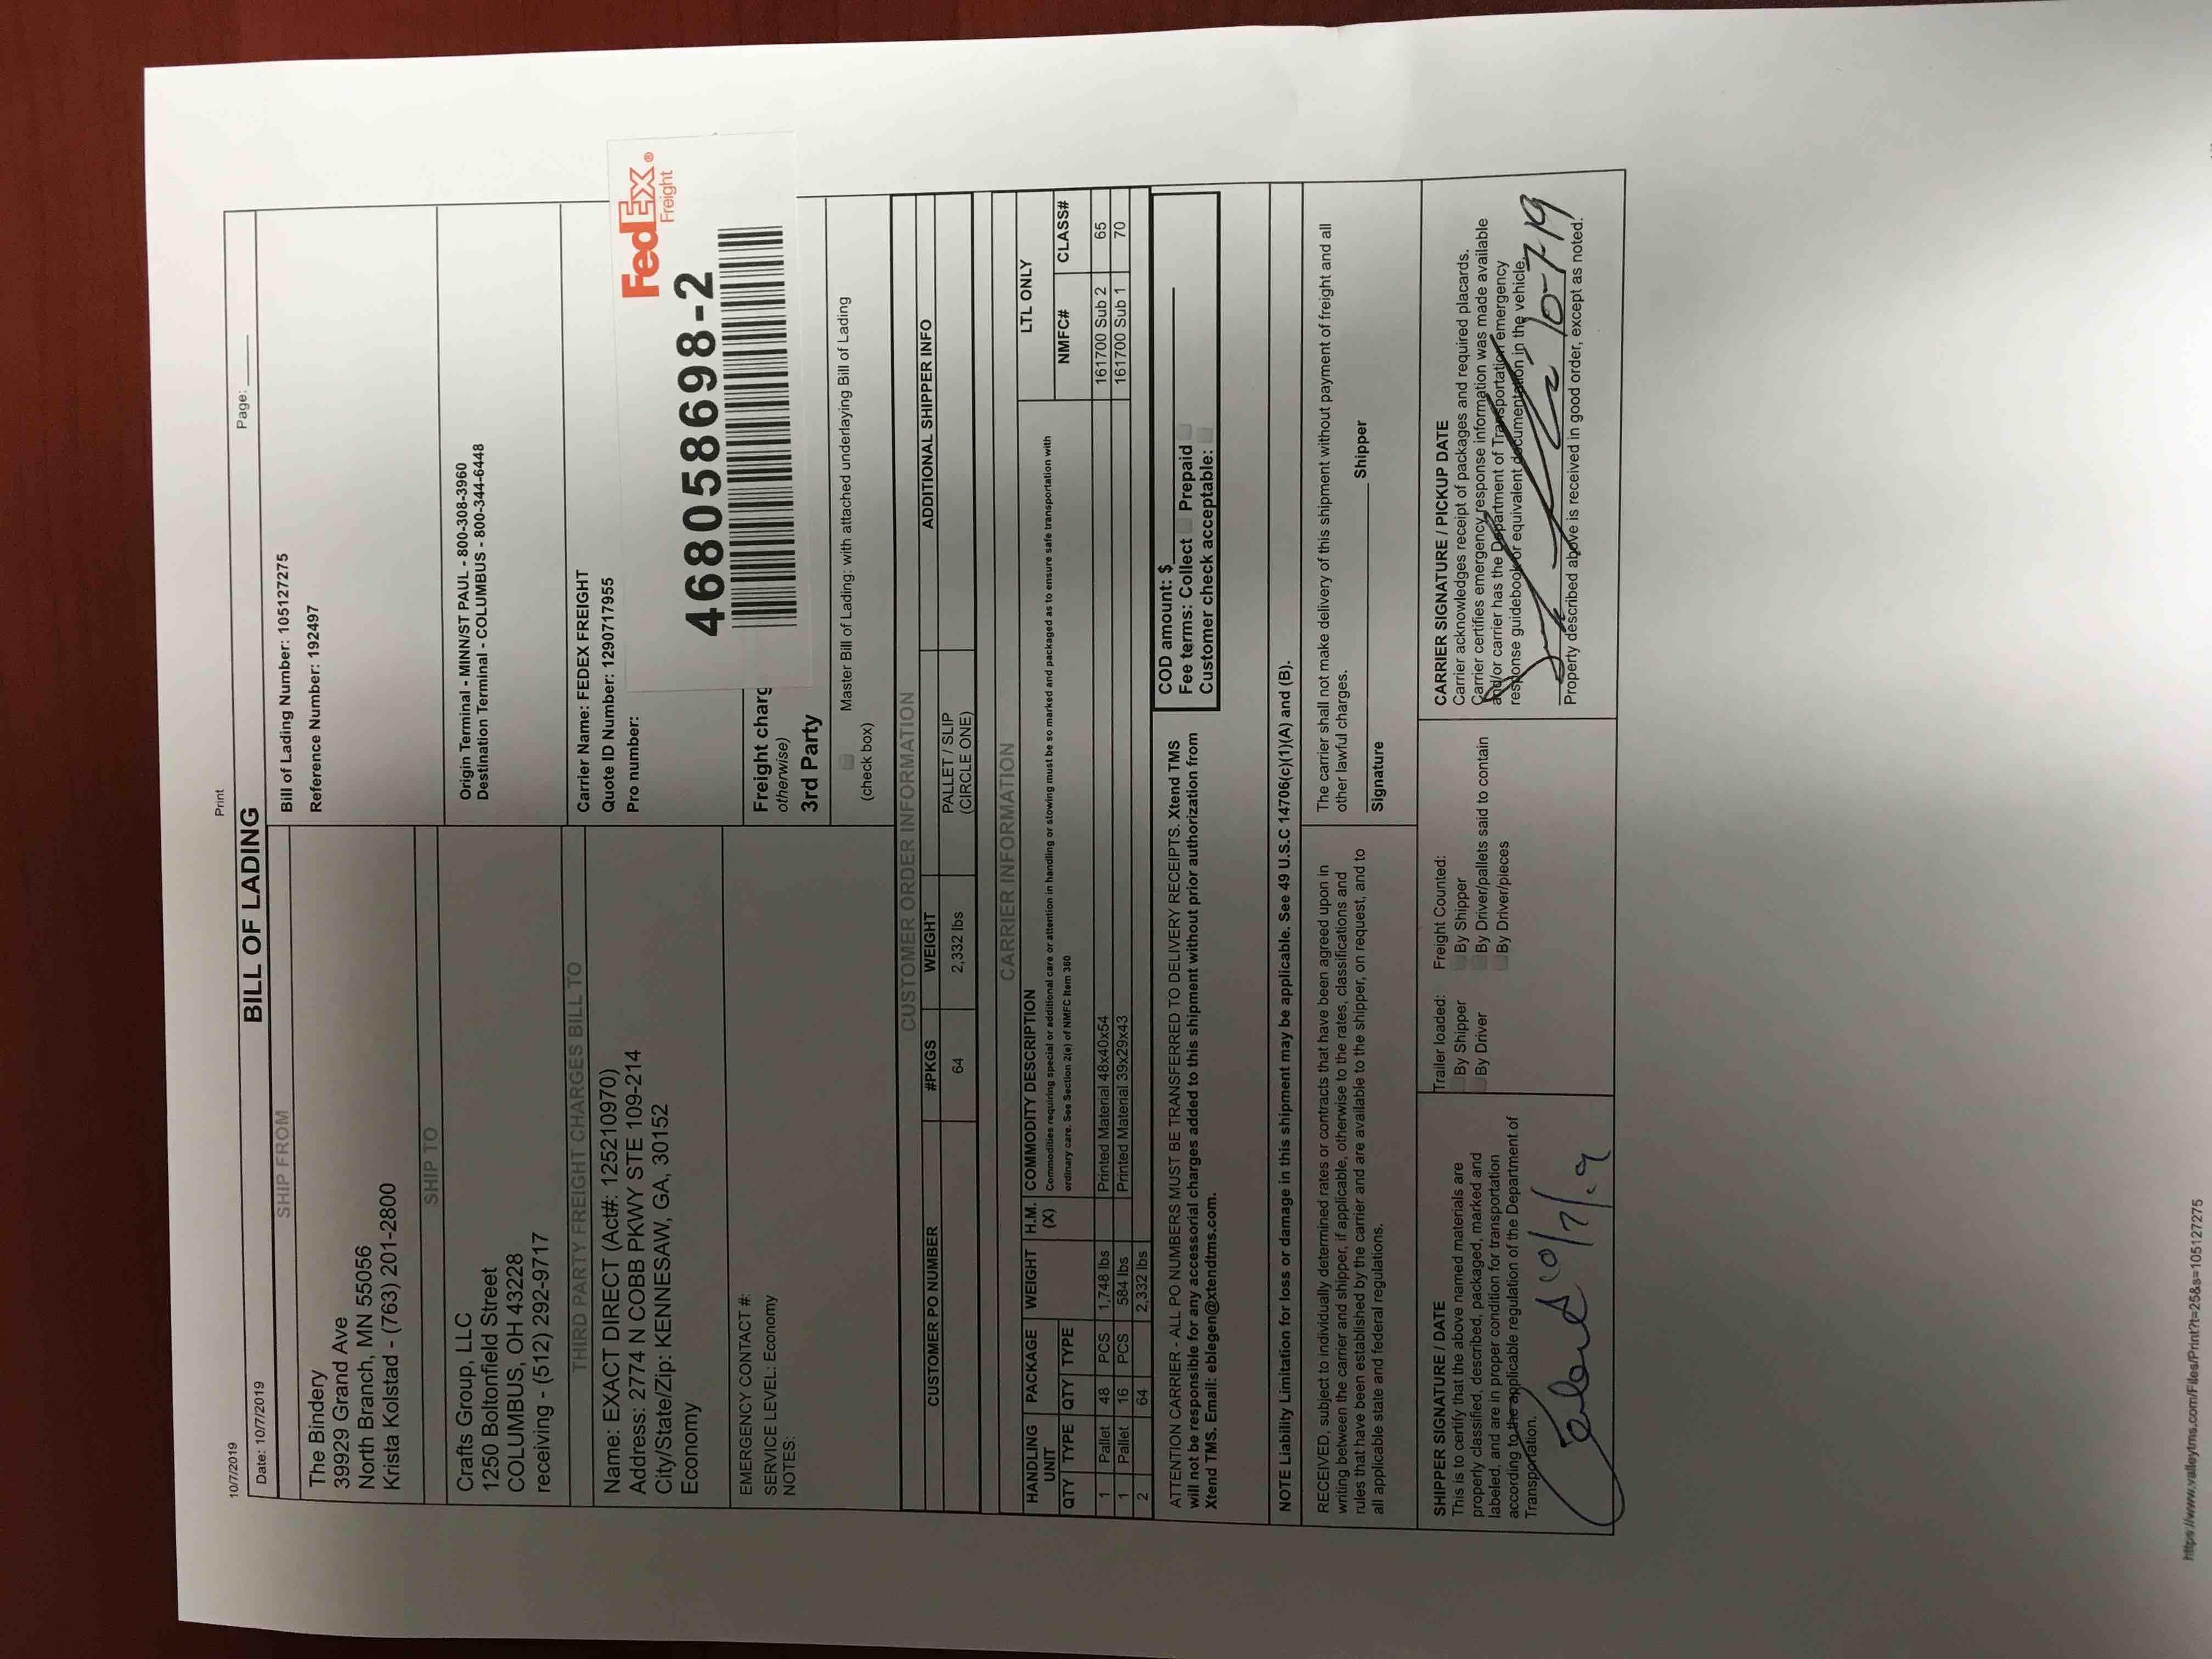 10/7/2019
Print
Date: 10/7/2019
BILL OF LADING
Page:
SHIP FROM
The Bindery
39929 Grand Ave
North Branch, MN 55056
Krista Kolstad - (763) 201-2800
Bill of Lading Number: 105127275
Reference Number: 192497
SHIP TO
Crafts Group, LLC
1250 Boltonfield Street
COLUMBUS, OH 43228
receiving - (512) 292-9717
Origin Terminal - MINN/ST PAUL - 800-308-3960
Destination Terminal - COLUMBUS - 800-344-6448
THIRD PARTY FREIGHT CHARGES BILL TO
Name: EXACT DIRECT (Act#: 125210970)
Address: 2774 N COBB PKWY STE 109-214
City/State/Zip: KENNESAW, GA, 30152
Economy
Carrier Name: FEDEX FREIGHT
Quote ID Number: 1290717955
Pro number:
FedEx®
Freight
468058698-2
EMERGENCY CONTACT #:
SERVICE LEVEL: Economy
NOTES:
Freight charg
otherwise)
3rd Party
Master Bill of Lading: with attached underlaying Bill of Lading
(check box)
CUSTOMER ORDER INFORMATION
CUSTOMER PO NUMBER #PKGS WEIGHT PALLET / SLIP ADDITIONAL SHIPPER INFO
(CIRCLE ONE)
64 2,332 lbs
CARRIER INFORMATION
HANDLING UNIT PACKAGE WEIGHT H.M. (X) COMMODITY DESCRIPTION LTL ONLY
Commodities requiring special or additional care or attention in handling or stowing must be so marked and packaged as to ensure safe transportation with
ordinary care. See Section 2(e) of NMFC Item 360
QTY TYPE QTY TYPE NMFC# CLASS#
1 Pallet 48 PCS 1,748 lbs Printed Material 48x40x54 161700 Sub 2 65
1 Pallet 16 PCS 584 lbs Printed Material 39x29x43 161700 Sub 1 70
2 64 2,332 lbs
ATTENTION CARRIER - ALL PO NUMBERS MUST BE TRANSFERRED TO DELIVERY RECEIPTS. Xtend TMS
will not be responsible for any accessorial charges added to this shipment without prior authorization from
Xtend TMS. Email: eblegen@xtendtms.com.
COD amount: $
Fee terms: Collect Prepaid
Customer check acceptable:
NOTE Liability Limitation for loss or damage in this shipment may be applicable. See 49 U.S.C 14706(c)(1)(A) and (B).
RECEIVED, subject to individually determined rates or contracts that have been agreed upon in
writing between the carrier and shipper, if applicable, otherwise to the rates, classifications and
rules that have been established by the carrier and are available to the shipper, on request, and to
all applicable state and federal regulations.
The carrier shall not make delivery of this shipment without payment of freight and all
other lawful charges.
Signature Shipper
SHIPPER SIGNATURE / DATE
This is to certify that the above named materials are
properly classified, described, packaged, marked and
labeled, and are in proper condition for transportation
according to the applicable regulation of the Department of
Transportation.
10/7/19
Trailer loaded:
By Shipper
By Driver
Freight Counted:
By Shipper
By Driver/pallets said to contain
By Driver/pieces
CARRIER SIGNATURE / PICKUP DATE
Carrier acknowledges receipt of packages and required placards.
Carrier certifies emergency response information was made available
and/or carrier has the Department of Transportation emergency
response guidebook or equivalent documentation in the vehicle.
10-7-19
Property described above is received in good order, except as noted.
https://www.valleytms.com/Files/Print?t=25&s=105127275